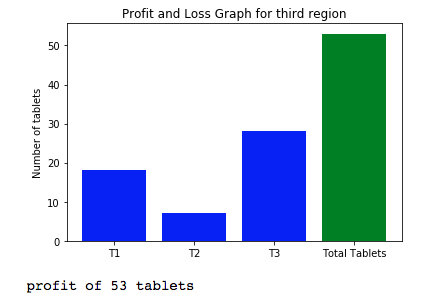 Profit and Loss Graph for third region
50
40
30
20
10
0
Number of tablets
T1 T2 T3 Total Tablets
profit of 53 tablets